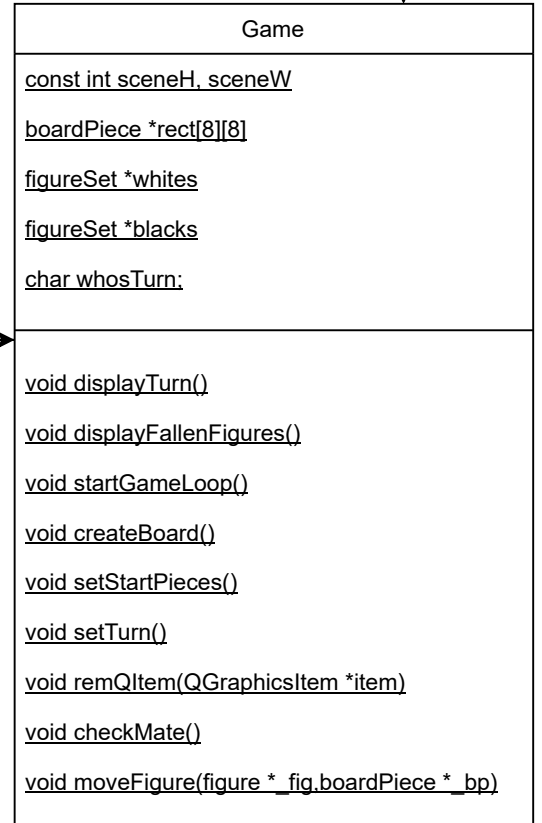 Game
const int sceneH, sceneW
boardPiece *rect[8][8]
figureSet *whites
figureSet *blacks
char whosTurn;
void displayTurn()
void displayFallenFigures()
void startGameLoop()
void createBoard()
void setStartPieces()
void setTurn()
void remQItem(QGraphicsItem *item)
void checkMate()
void moveFigure(figure *_fig,boardPiece *_bp)